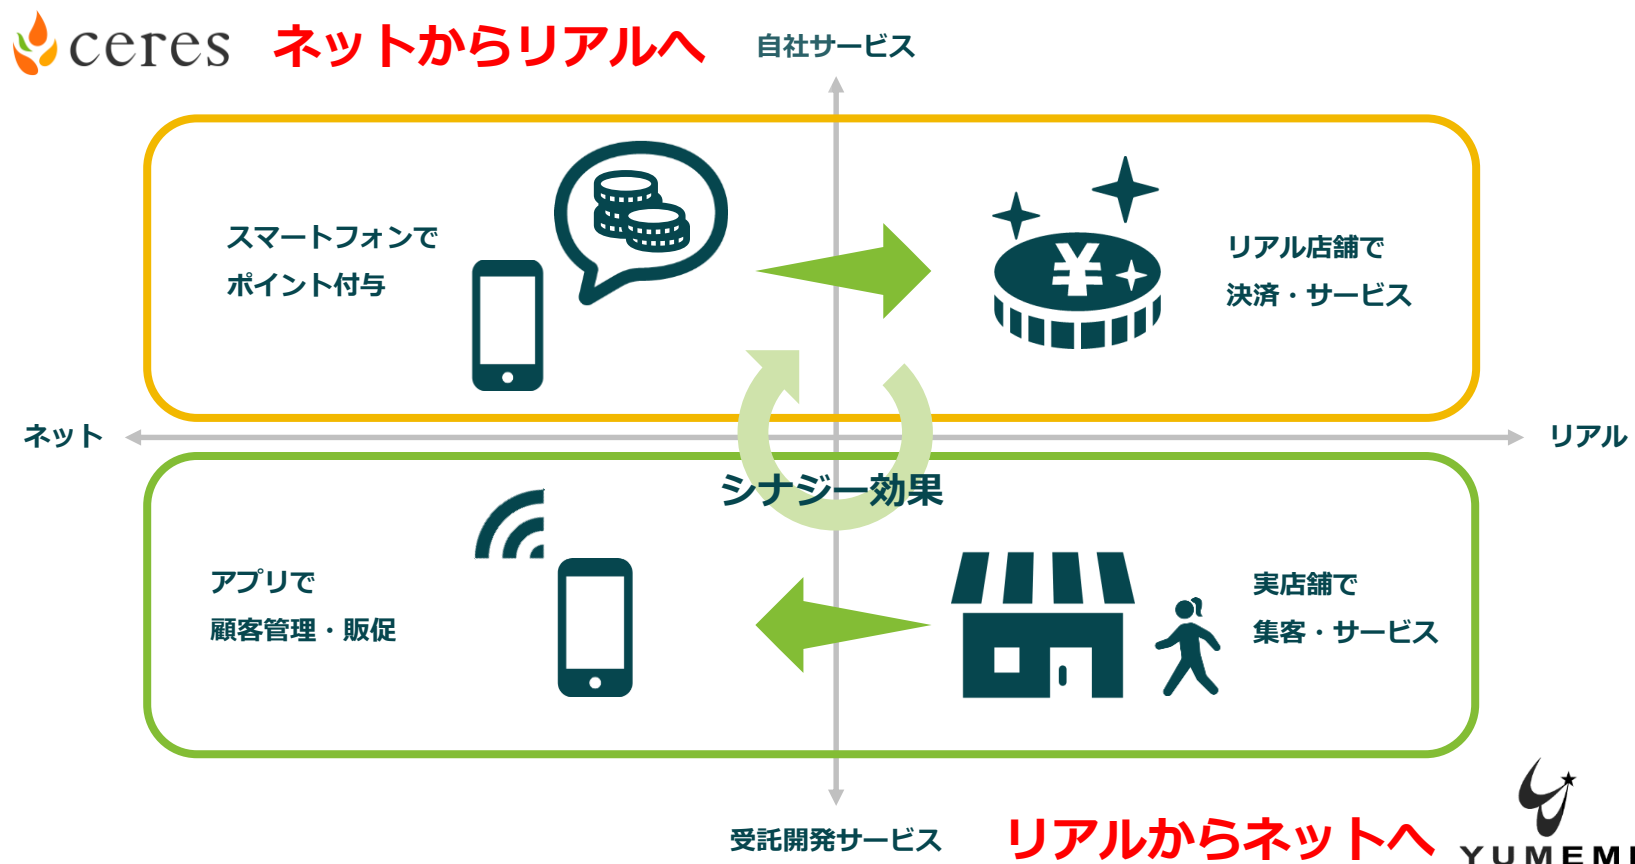 ceres
ネットからリアルへ
自社サービス
スマートフォンで
ポイント付与
リアル店舗で
決済・サービス
ネット
リアル
シナジー効果
アプリで
顧客管理・販促
実店舗で
集客・サービス
受託開発サービス
リアルからネットへ
YUMEMI